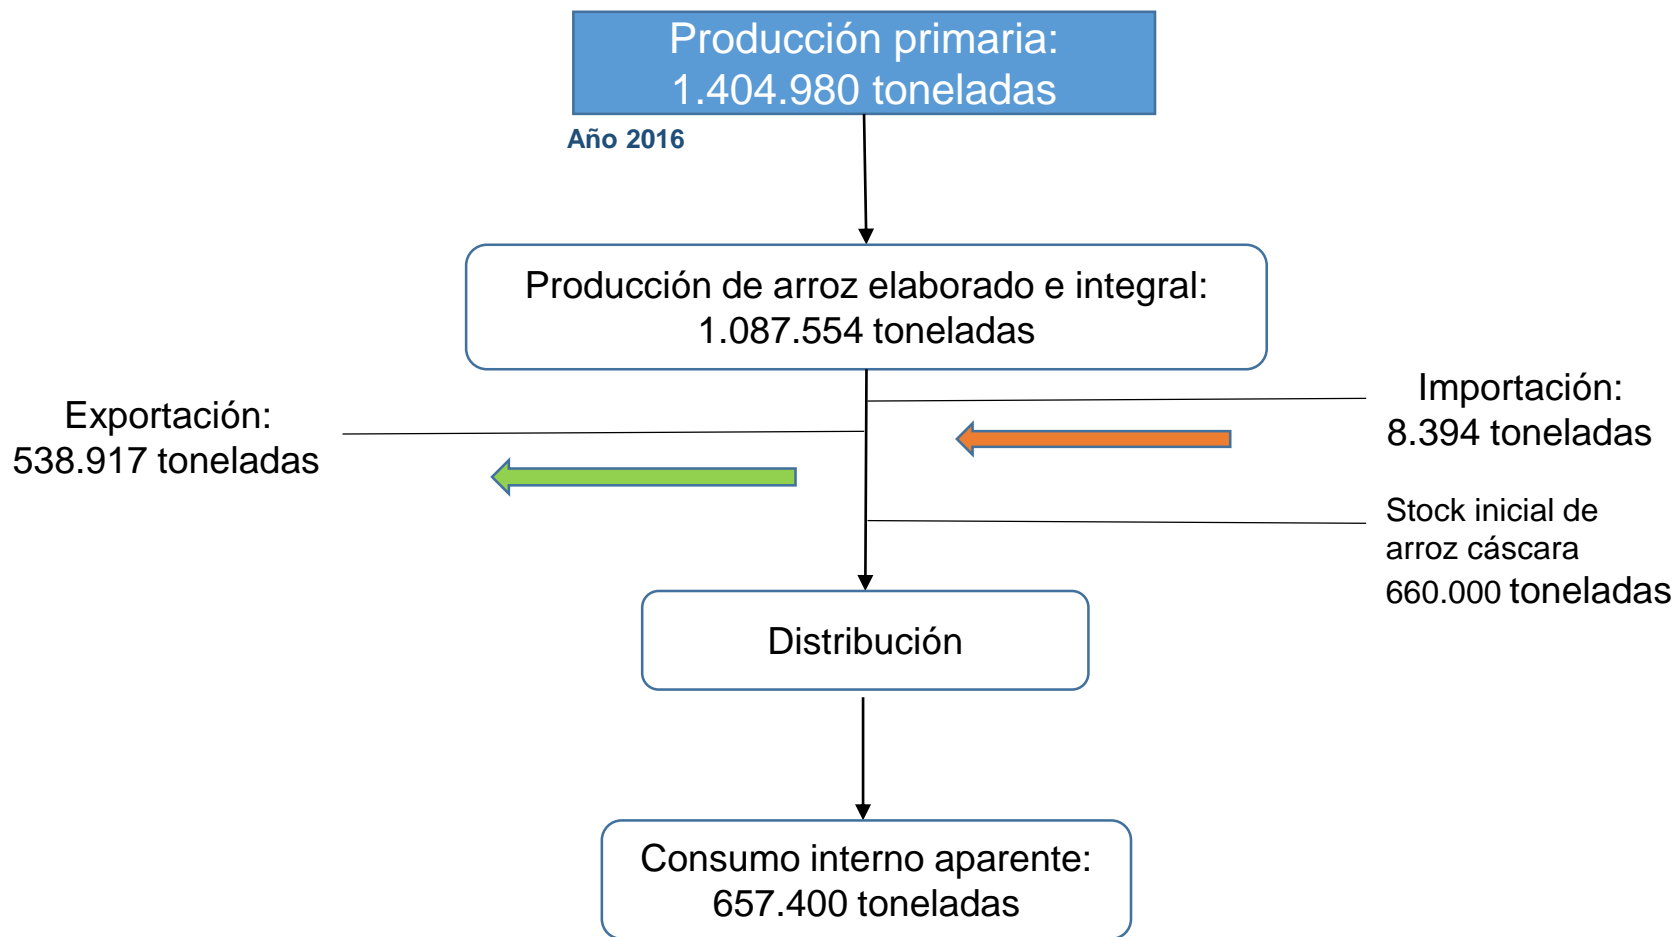 Producción primaria:
1.404.980 toneladas
Año 2016
Producción de arroz elaborado e integral:
1.087.554 toneladas
Exportación:
538.917 toneladas
Importación:
8.394 toneladas
Stock inicial de
arroz cáscara
660.000 toneladas
Distribución
Consumo interno aparente:
657.400 toneladas